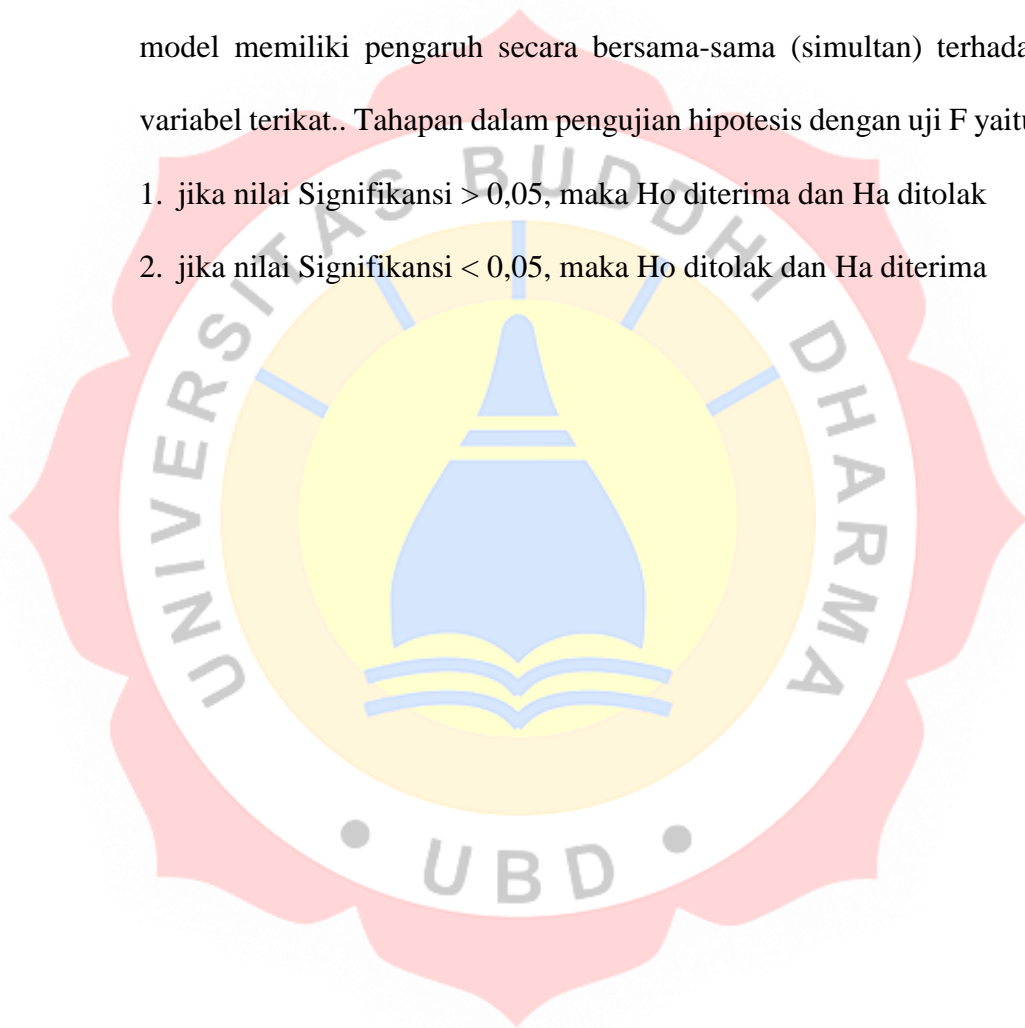 model memiliki pengaruh secara bersama-sama (simultan) terhada
variabel terikat.. Tahapan dalam pengujian hipotesis dengan uji F yaitu
1. jika nilai Signifikansi > 0,05, maka Ho diterima dan Ha ditolak
2. jika nilai Signifikansi < 0,05, maka Ho ditolak dan Ha diterima
UNIVERSITAS BUDDHI DHARMA
• UBD •